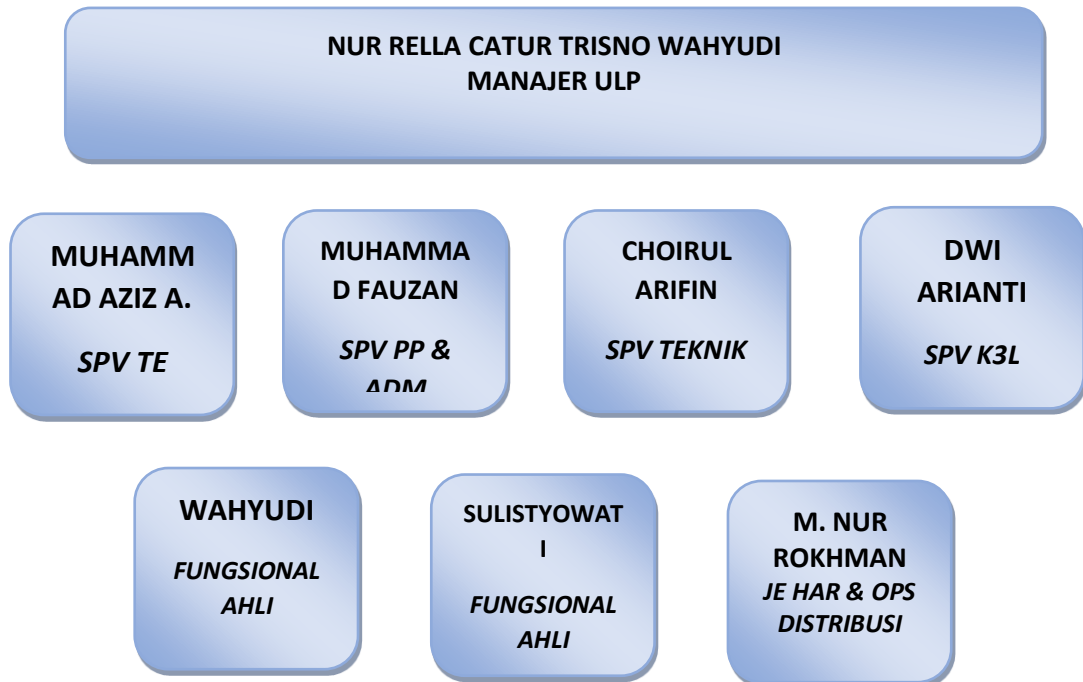 NUR RELLA CATUR TRISNO WAHYUDI
MANAJER ULP
MUHAMM
AD AZIZ A.
SPV TE
MUHAMMA
D FAUZAN
SPV PP &
ADM
CHOIRUL
ARIFIN
SPV TEKNIK
DWI
ARIANTI
SPV K3L
WAHYUDI
FUNGSIONAL
AHLI
SULISTYOWAT
I
FUNGSIONAL
AHLI
M. NUR
ROKHMAN
JE HAR & OPS
DISTRIBUSI